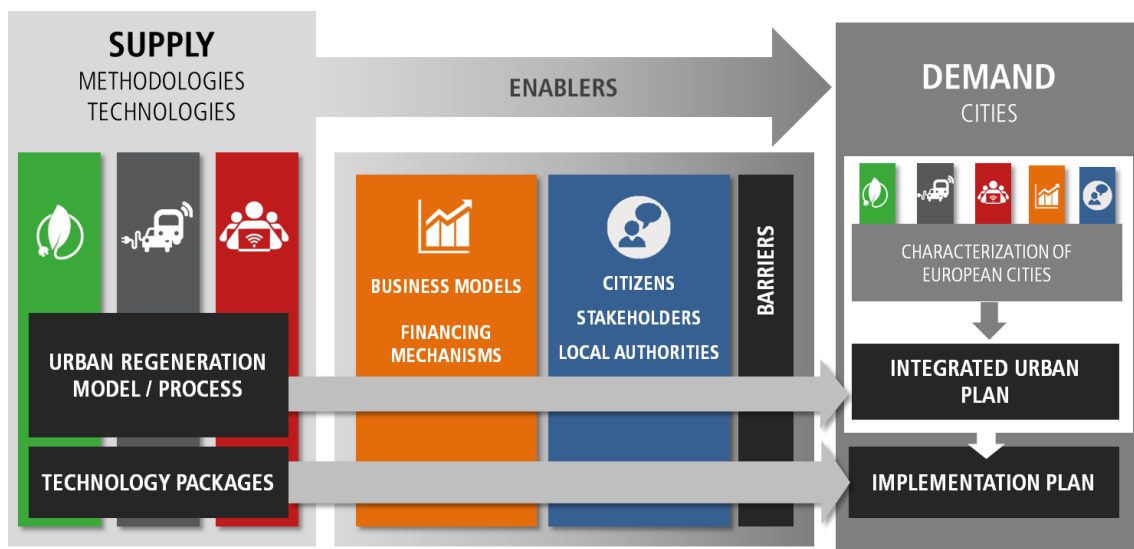 SUPPLY
METHODOLOGIES
TECHNOLOGIES
URBAN REGENERATION
MODEL / PROCESS
TECHNOLOGY PACKAGES
ENABLERS
BUSINESS MODELS
FINANCING
MECHANISMS
CITIZENS
STAKEHOLDERS
LOCAL AUTHORITIES
BARRIERS
DEMAND
CITIES
CHARACTERIZATION OF
EUROPEAN CITIES
INTEGRATED URBAN
PLAN
IMPLEMENTATION PLAN